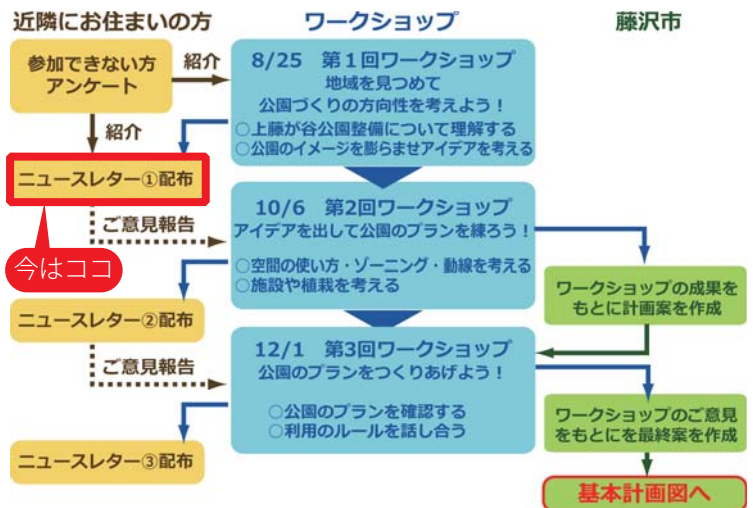 近隣にお住まいの方
ワークショップ
藤沢市
参加できない方
アンケート
紹介
8/25 第1回ワークショップ
地域を見つめて
公園づくりの方向性を考えよう！
○上藤が谷公園整備について理解する
○公園のイメージを膨らませアイデアを考える
紹介
ニュースレター①配布
今はココ
ご意見報告
10/6 第2回ワークショップ
アイデアを出して公園のプランを練ろう！
○空間の使い方・ゾーニング・動線を考える
○施設や植栽を考える
ワークショップの成果を
もとに計画案を作成
ニュースレター②配布
ご意見報告
12/1 第3回ワークショップ
公園のプランをつくりあげよう！
○公園のプランを確認する
○利用のルールを話し合う
ワークショップのご意見
をもとにを最終案を作成
ニュースレター③配布
基本計画図へ